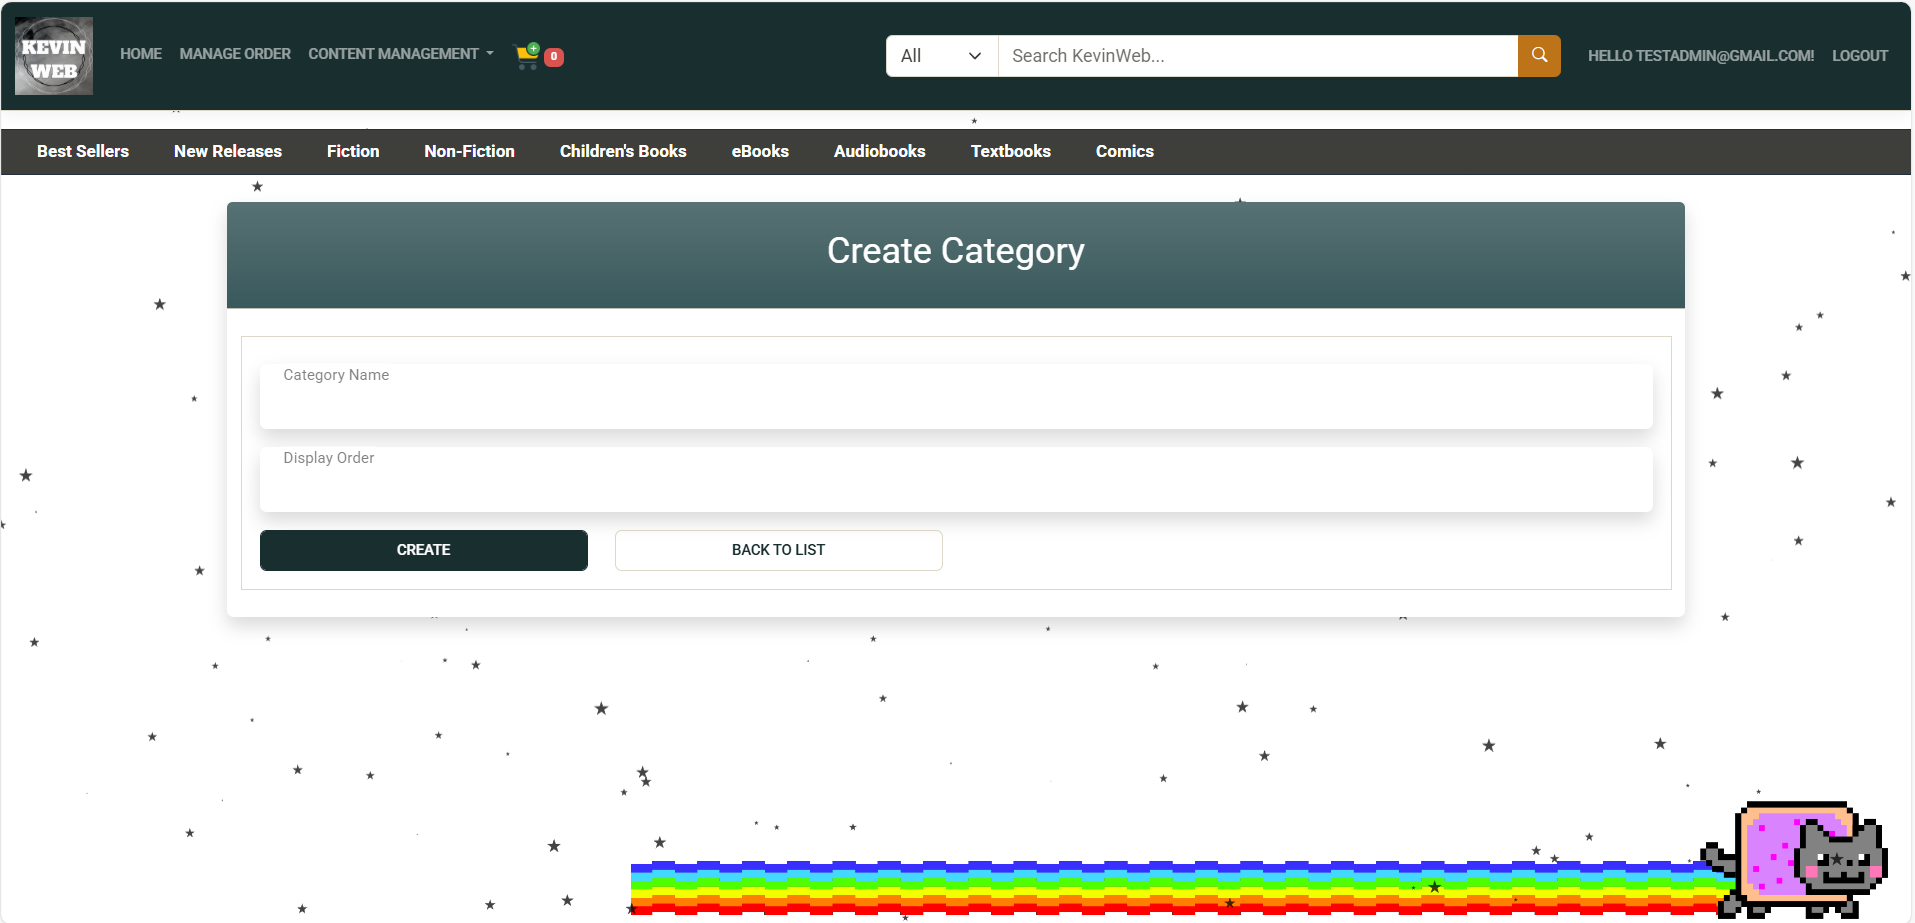 KEVIN
WEB
HOME MANAGE ORDER CONTENT MANAGEMENT + 0 All Search KevinWeb... HELLO TESTADMIN@GMAIL.COM! LOGOUT
Best Sellers New Releases Fiction Non-Fiction Children's Books eBooks Audiobooks Textbooks Comics
Create Category
Category Name
Display Order
CREATE BACK TO LIST